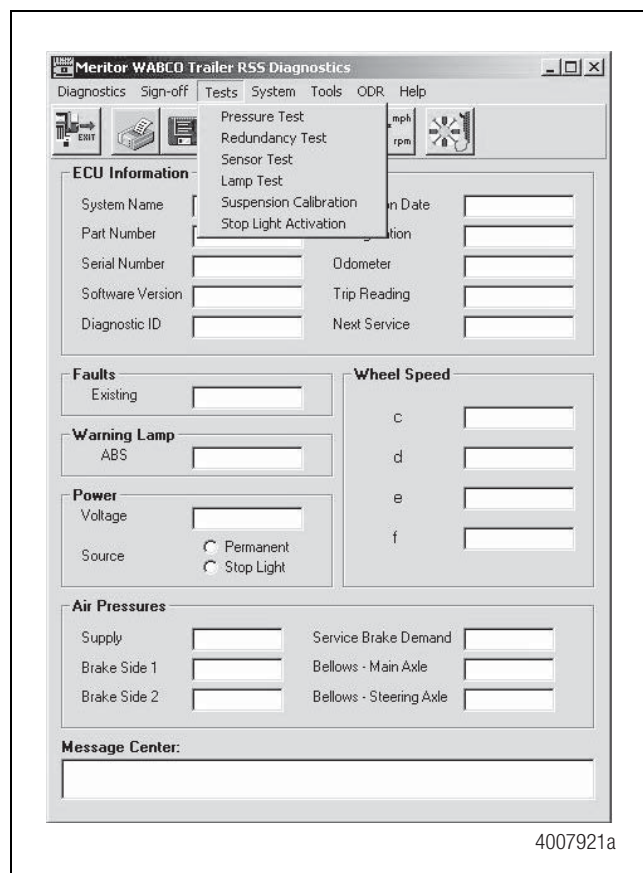 Meritor WABCO Trailer RSS Diagnostics
Diagnostics Sign-off Tests System Tools ODR Help
EXIT
mph
rpm
Pressure Test
Redundancy Test
Sensor Test
Lamp Test
Suspension Calibration
Stop Light Activation
ECU Information
System Name
n Date
Part Number
Serial Number
Odometer
Software Version
Trip Reading
Diagnostic ID
Next Service
Faults
Existing
Wheel Speed
c
d
e
f
Warning Lamp
ABS
Power
Voltage
Source
Permanent
Stop Light
Air Pressures
Supply
Service Brake Demand
Brake Side 1
Bellows - Main Axle
Brake Side 2
Bellows - Steering Axle
Message Center:
4007921a